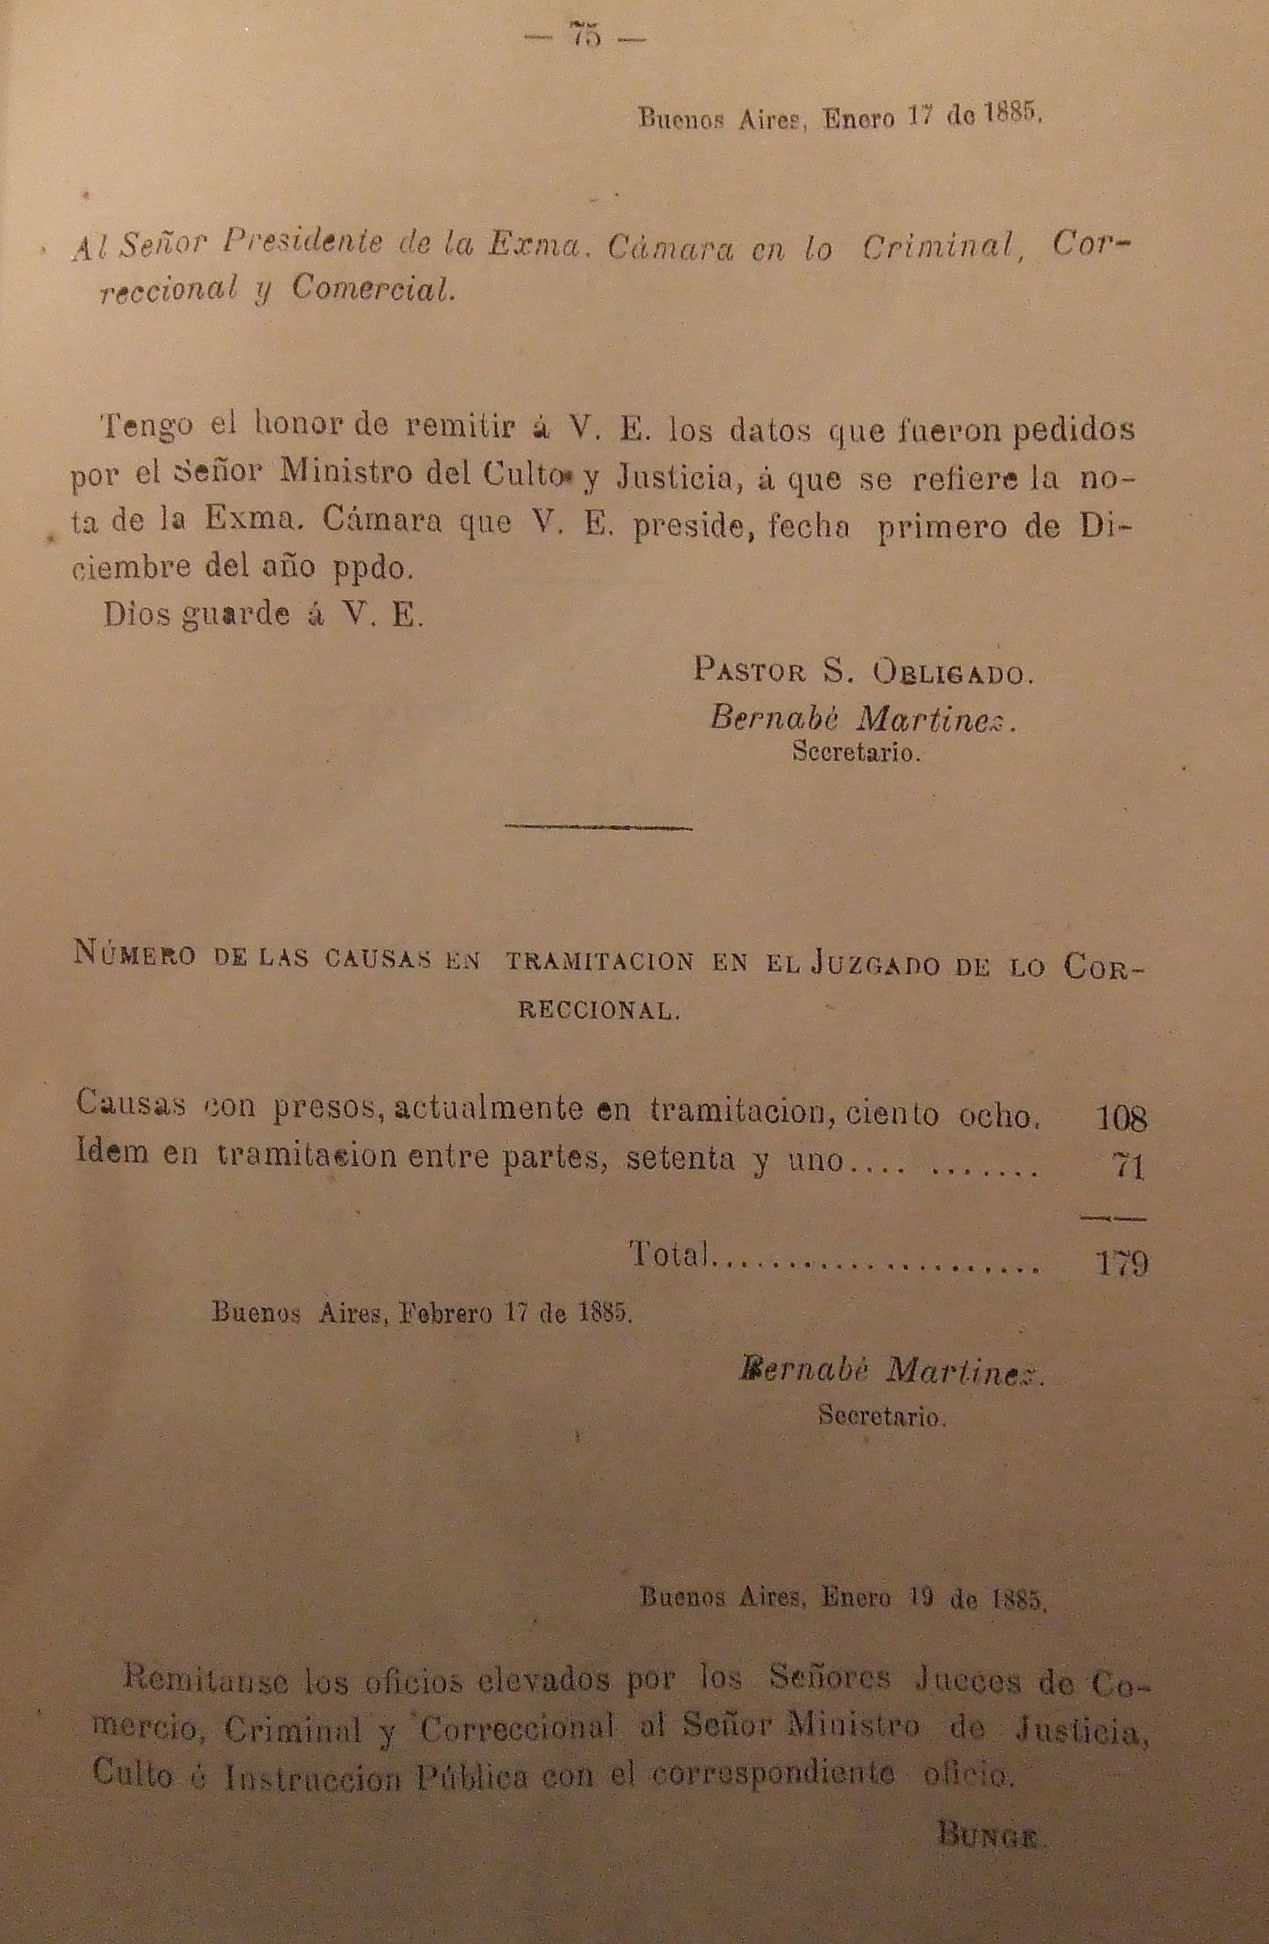 — 75 —
Buenos Aires, Enero 17 de 1885.
Al Señor Presidente de la Exma. Cámara en lo Criminal, Cor-
reccional y Comercial.
Tengo el honor de remitir á V. E. los datos que fueron pedidos
por el Señor Ministro del Culto y Justicia, á que se refiere la no-
ta de la Exma. Cámara que V. E. preside, fecha primero de Di-
ciembre del año ppdo.
Dios guarde á V. E.
PASTOR S. OBLIGADO.
Bernabé Martinez.
Secretario.
NÚMERO DE LAS CAUSAS EN TRAMITACION EN EL JUZGADO DE LO COR-
RECCIONAL.
Causas con presos, actualmente en tramitacion, ciento ocho. 108
Idem en tramitacion entre partes, setenta y uno.... ....... 71
Total...................... 179
Buenos Aires, Febrero 17 de 1885.
Bernabé Martinez.
Secretario.
Buenos Aires, Enero 19 de 1885.
Remitanse los oficios elevados por los Señores Jueces de Co-
mercio, Criminal y Correccional al Señor Ministro de Justicia,
Culto é Instruccion Pública con el correspondiente oficio.
BUNGE.